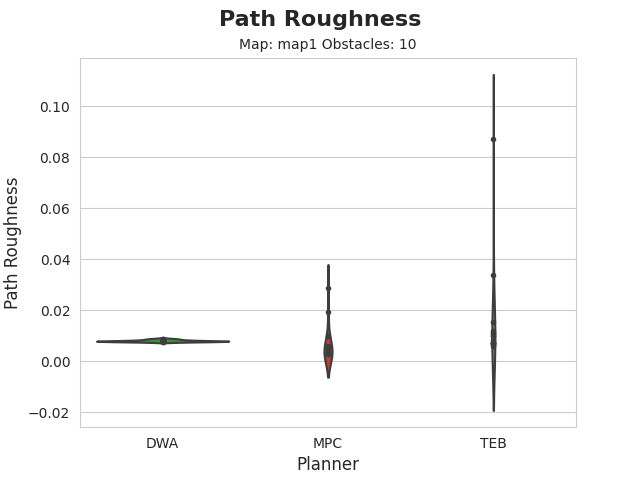 Path Roughness
Map: map1 Obstacles: 10
Path Roughness
0.10
0.08
0.06
0.04
0.02
0.00
−0.02
DWA
MPC
TEB
Planner